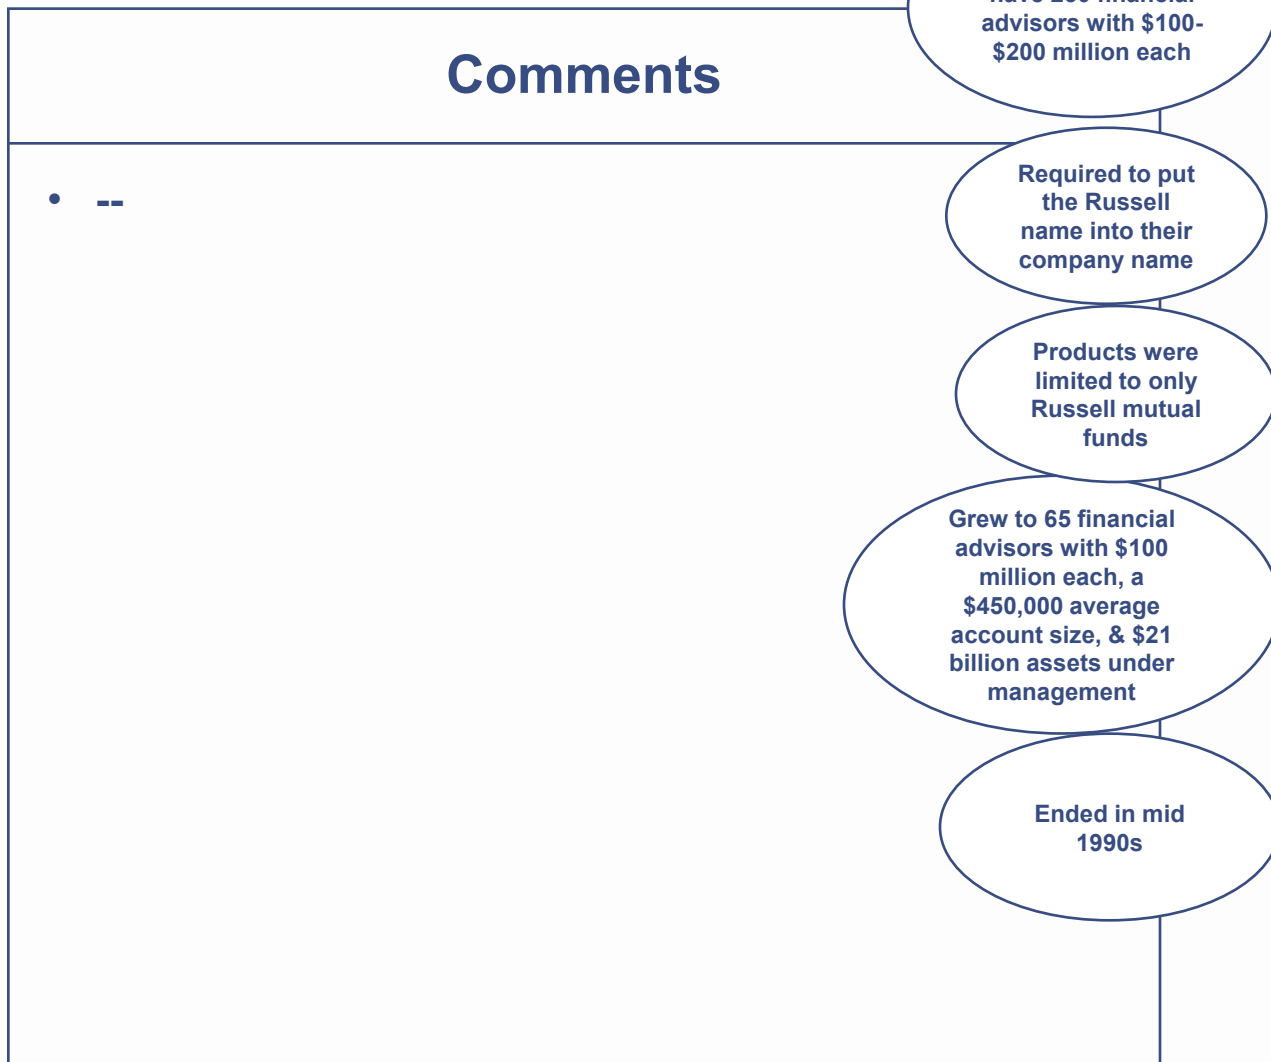 advisors with $100-
$200 million each
Comments
Required to put
the Russell
name into their
company name
• --
Products were
limited to only
Russell mutual
funds
Grew to 65 financial
advisors with $100
million each, a
$450,000 average
account size, & $21
billion assets under
management
Ended in mid
1990s